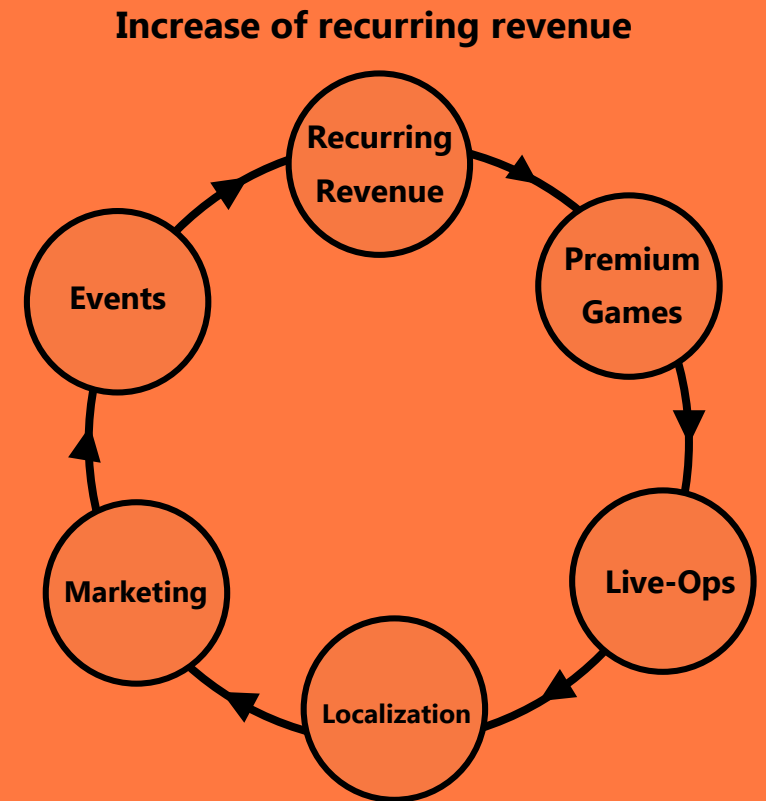 Increase of recurring revenue
Recurring
Revenue
Premium
Games
Live-Ops
Localization
Marketing
Events